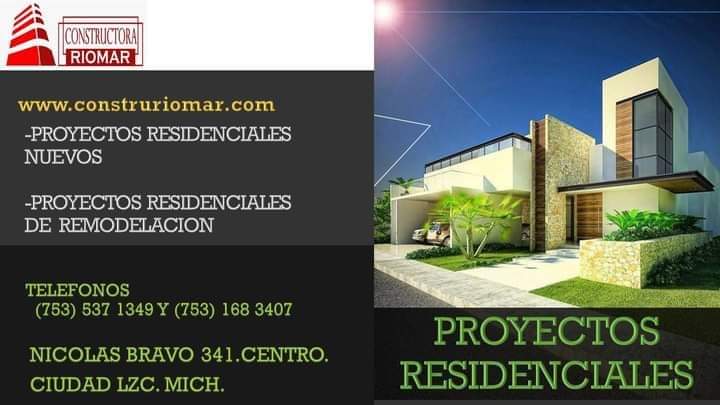 CONSTRUCTORA
RIOMAR
www.construriomar.com
-PROYECTOS RESIDENCIALES
NUEVOS
-PROYECTOS RESIDENCIALES
DE REMODELACION
TELEFONOS
(753) 537 1349 Y (753) 168 3407
NICOLAS BRAVO 341.CENTRO.
CIUDAD LZC. MICH.
PROYECTOS
RESIDENCIALES